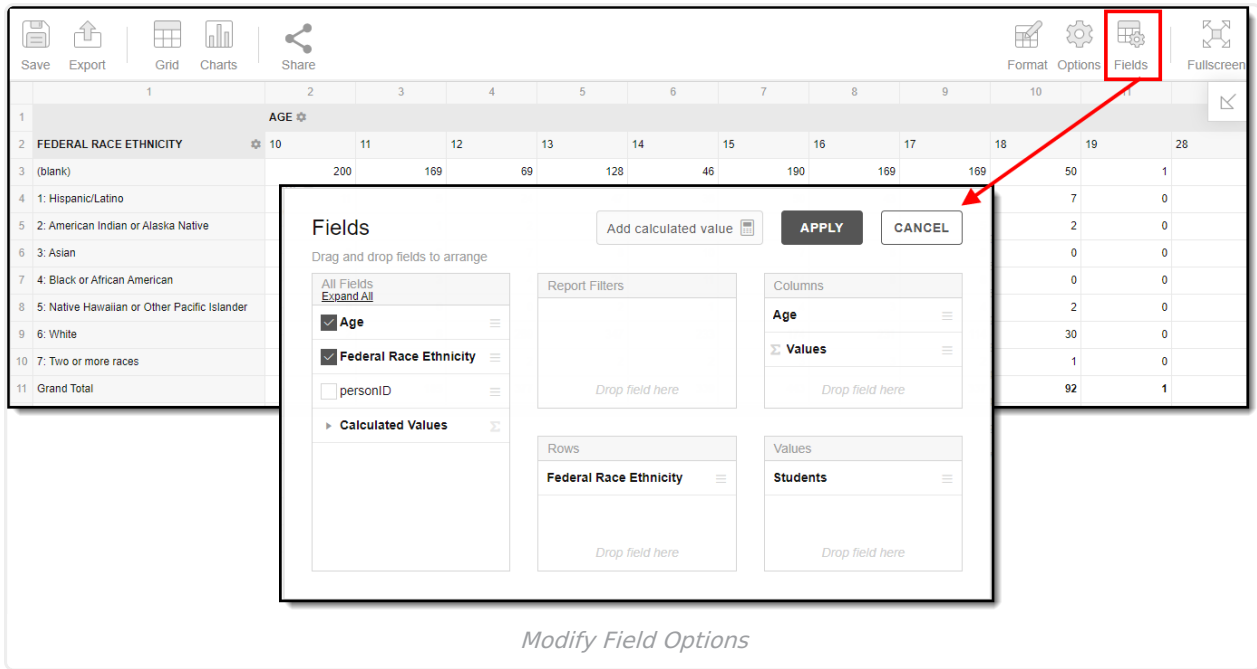 Save Export Grid Charts Share Format Options Fields Fullscreen
1 2 3 4 5 6 7 8 9 10
1 AGE
2 FEDERAL RACE ETHNICITY 10 11 12 13 14 15 16 17 18 19 28
3 (blank) 200 169 69 128 46 190 169 169 50 1
4 1: Hispanic/Latino 7 0
5 2: American Indian or Alaska Native 2 0
6 3: Asian 0 0
7 4: Black or African American 0 0
8 5: Native Hawaiian or Other Pacific Islander 2 0
9 6: White 30 0
10 7: Two or more races 1 0
11 Grand Total 92 1
Fields Add calculated value APPLY CANCEL
Drag and drop fields to arrange
All Fields
Expand All
Age
Federal Race Ethnicity
personID
Calculated Values
Report Filters
Drop field here
Columns
Age
Σ Values
Drop field here
Rows
Federal Race Ethnicity
Drop field here
Values
Students
Drop field here
Modify Field Options